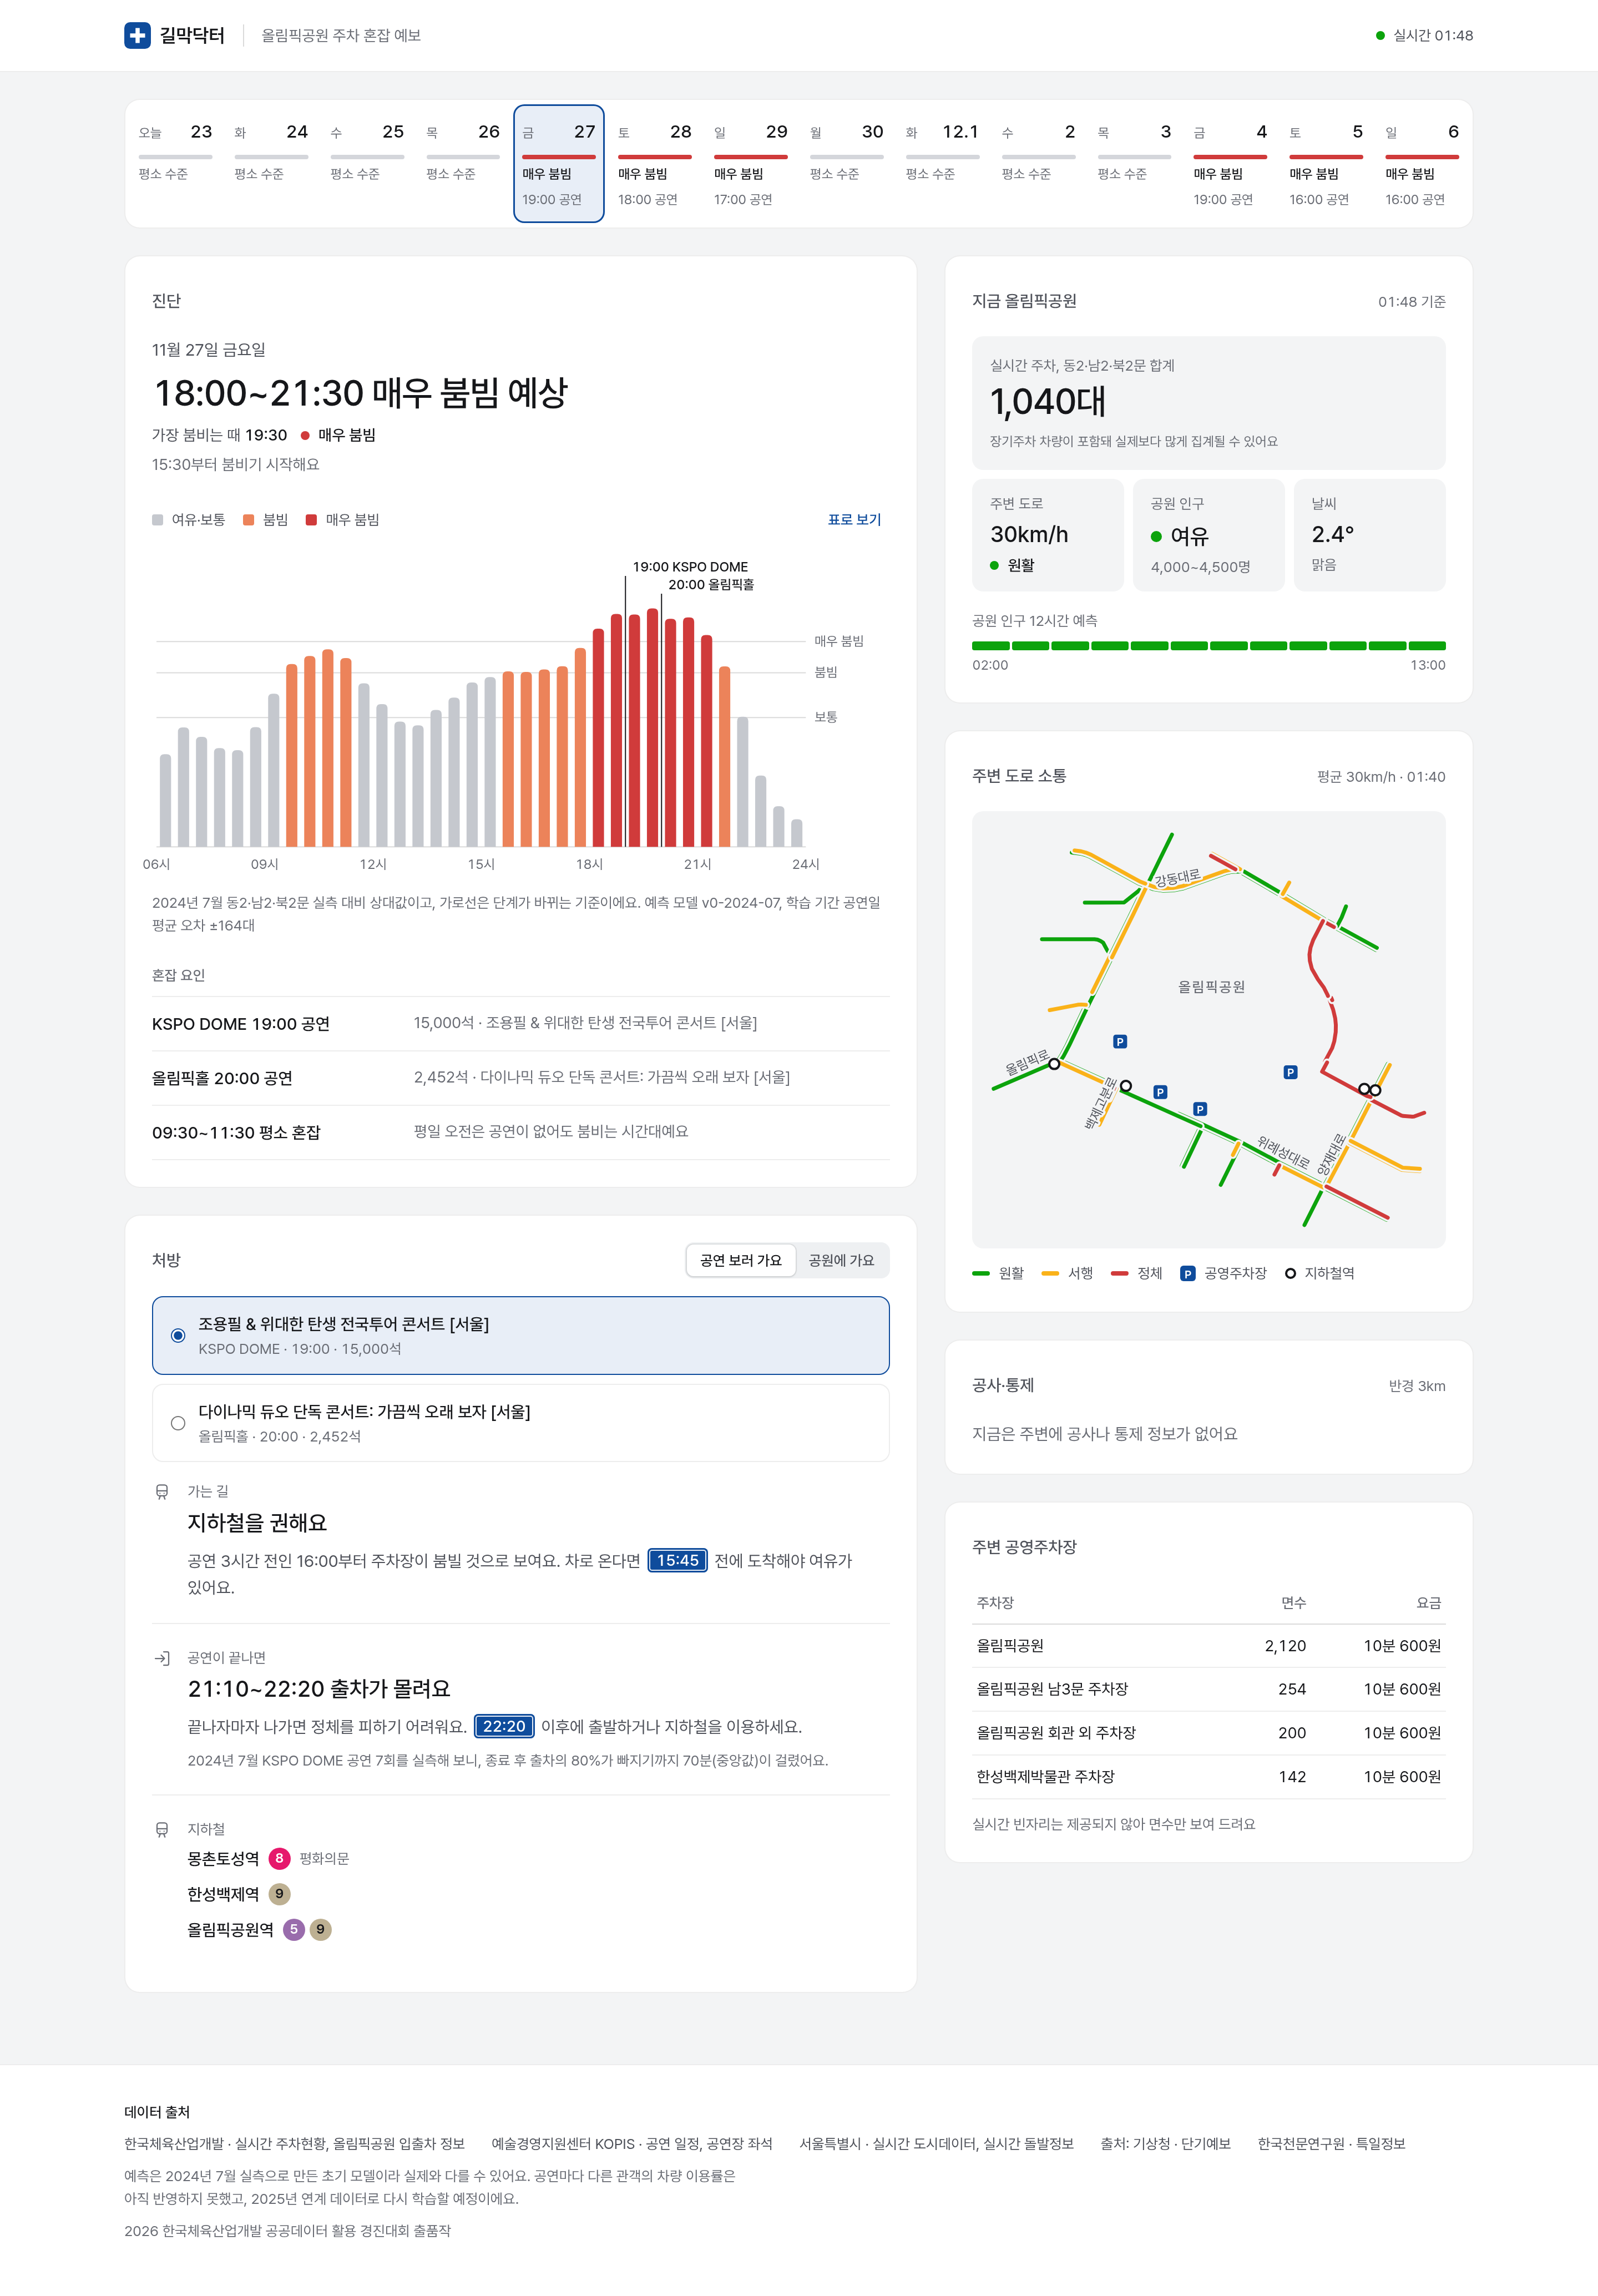 길막닥터
올림픽공원 주차 혼잡 예보
실시간 01:48
오늘 23
평소 수준
화 24
평소 수준
수 25
평소 수준
목 26
평소 수준
금 27
매우 붐빔
19:00 공연
토 28
매우 붐빔
18:00 공연
일 29
매우 붐빔
17:00 공연
월 30
평소 수준
화 12.1
평소 수준
수 2
평소 수준
목 3
평소 수준
금 4
매우 붐빔
19:00 공연
토 5
매우 붐빔
16:00 공연
일 6
매우 붐빔
16:00 공연
진단
11월 27일 금요일
18:00~21:30 매우 붐빔 예상
가장 붐비는 때 19:30 매우 붐빔
15:30부터 붐비기 시작해요
여유·보통 붐빔 매우 붐빔
표로 보기
19:00 KSPO DOME
20:00 올림픽홀
매우 붐빔
붐빔
보통
06시 09시 12시 15시 18시 21시 24시
2024년 7월 동2·남2·북2문 실측 대비 상대값이고, 가로선은 단계가 바뀌는 기준이에요. 예측 모델 v0-2024-07, 학습 기간 공연일
평균 오차 ±164대
혼잡 요인
KSPO DOME 19:00 공연 15,000석 · 조용필 & 위대한 탄생 전국투어 콘서트 [서울]
올림픽홀 20:00 공연 2,452석 · 다이나믹 듀오 단독 콘서트: 가끔씩 오래 보자 [서울]
09:30~11:30 평소 혼잡 평일 오전은 공연이 없어도 붐비는 시간대예요
처방
공연 보러 가요 공원에 가요
조용필 & 위대한 탄생 전국투어 콘서트 [서울]
KSPO DOME · 19:00 · 15,000석
다이나믹 듀오 단독 콘서트: 가끔씩 오래 보자 [서울]
올림픽홀 · 20:00 · 2,452석
가는 길
지하철을 권해요
공연 3시간 전인 16:00부터 주차장이 붐빌 것으로 보여요. 차로 온다면 15:45 전에 도착해야 여유가
있어요.
공연이 끝나면
21:10~22:20 출차가 몰려요
끝나자마자 나가면 정체를 피하기 어려워요. 22:20 이후에 출발하거나 지하철을 이용하세요.
2024년 7월 KSPO DOME 공연 7회를 실측해 보니, 종료 후 출차의 80%가 빠지기까지 70분(중앙값)이 걸렸어요.
지하철
몽촌토성역 8 평화의문
한성백제역 9
올림픽공원역 5 9
지금 올림픽공원
01:48 기준
실시간 주차, 동2·남2·북2문 합계
1,040대
장기주차 차량이 포함돼 실제보다 많게 집계될 수 있어요
주변 도로
30km/h
원활
공원 인구
여유
4,000~4,500명
날씨
2.4°
맑음
공원 인구 12시간 예측
02:00 13:00
주변 도로 소통
평균 30km/h · 01:40
강동대로
올림픽공원
P
올림픽로
P
백제고분로
P
P
위례성대로
양재대로
원활 서행 정체 P 공영주차장 지하철역
공사·통제
반경 3km
지금은 주변에 공사나 통제 정보가 없어요
주변 공영주차장
주차장 면수 요금
올림픽공원 2,120 10분 600원
올림픽공원 남3문 주차장 254 10분 600원
올림픽공원 회관 외 주차장 200 10분 600원
한성백제박물관 주차장 142 10분 600원
실시간 빈자리는 제공되지 않아 면수만 보여 드려요
데이터 출처
한국체육산업개발 · 실시간 주차현황, 올림픽공원 입출차 정보 예술경영지원센터 KOPIS · 공연 일정, 공연장 좌석 서울특별시 · 실시간 도시데이터, 실시간 돌발정보 출처: 기상청 · 단기예보 한국천문연구원 · 특일정보
예측은 2024년 7월 실측으로 만든 초기 모델이라 실제와 다를 수 있어요. 공연마다 다른 관객의 차량 이용률은
아직 반영하지 못했고, 2025년 연계 데이터로 다시 학습할 예정이에요.
2026 한국체육산업개발 공공데이터 활용 경진대회 출품작